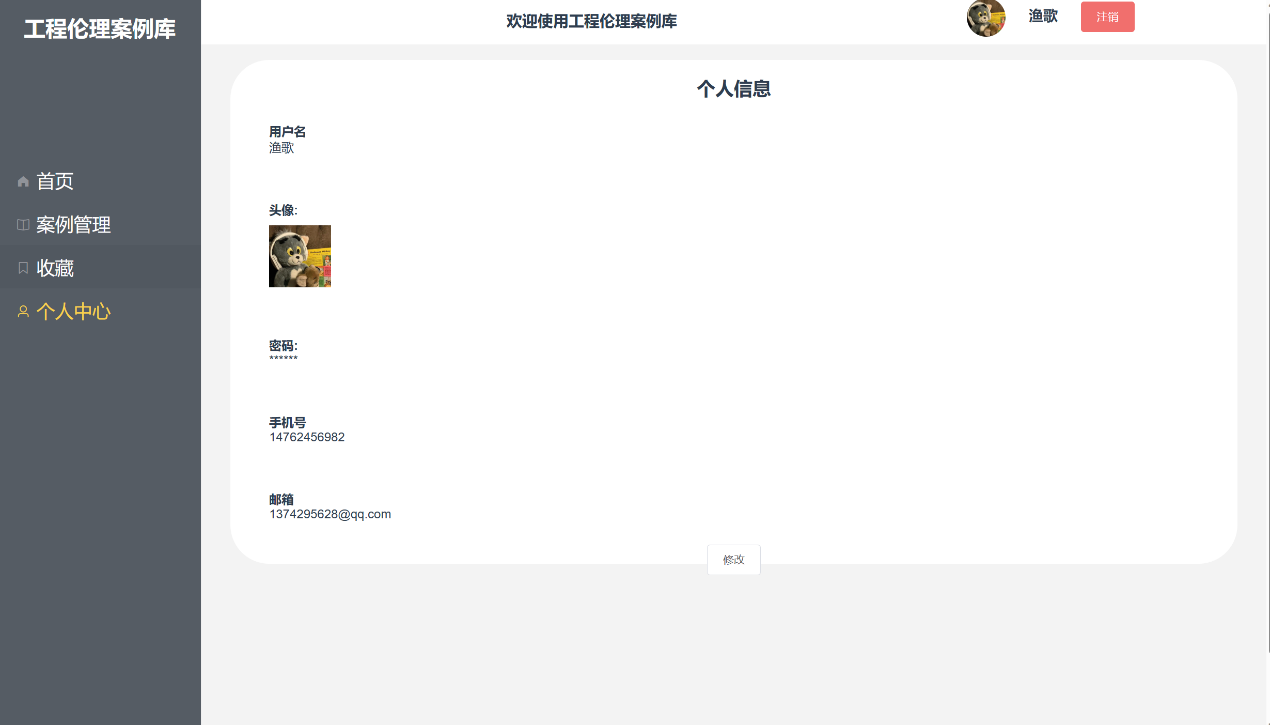 工程伦理案例库
欢迎使用工程伦理案例库
渔歌
注销
首页
案例管理
收藏
个人中心
个人信息
用户名
渔歌
头像:
密码:
******
手机号
14762456982
邮箱
1374295628@qq.com
修改